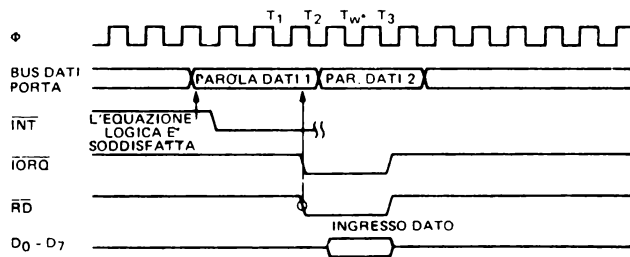 T1 T2 Tw* T3
Φ
BUS DATI
PORTA
PAROLA DATI 1
PAR. DATI 2
INT
L'EQUAZIONE
LOGICA E'
SODDISFATTA
IORQ
RD
INGRESSO DATO
D0 - D7